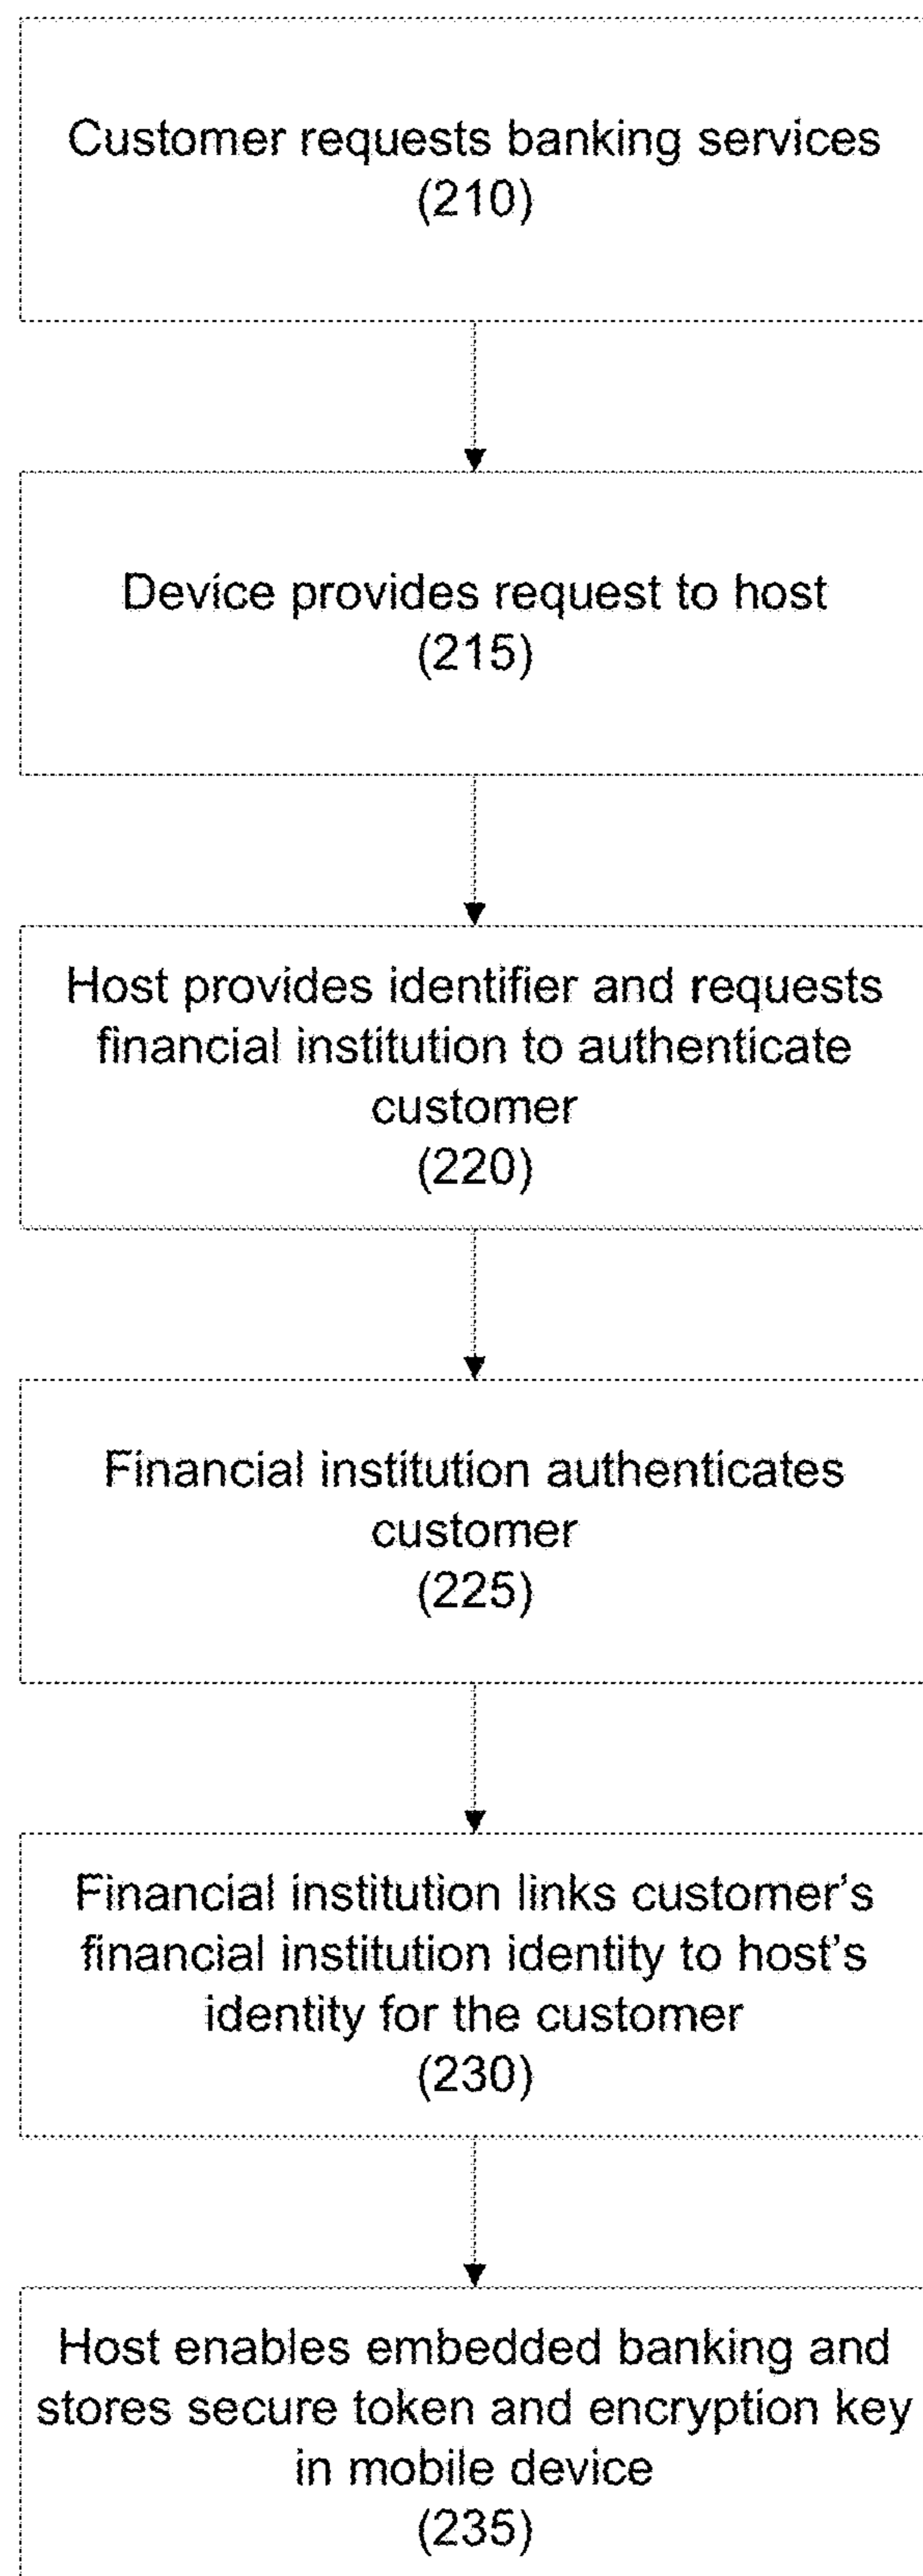 Customer requests banking services
(210)
Device provides request to host
(215)
Host provides identifier and requests
financial institution to authenticate
customer
(220)
Financial institution authenticates
customer
(225)
Financial institution links customer’s
financial institution identity to host’s
identity for the customer
(230)
Host enables embedded banking and
stores secure token and encryption key
in mobile device
(235)